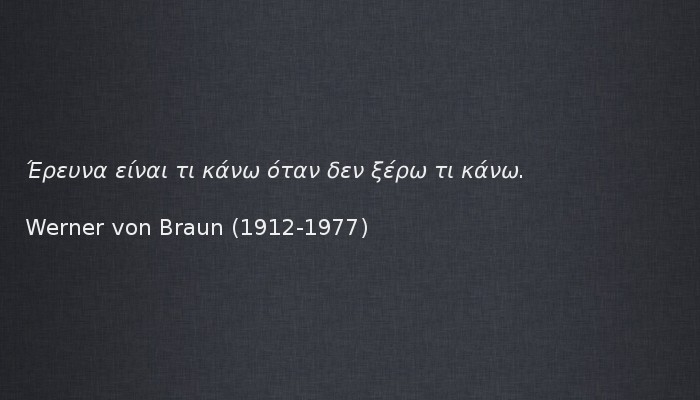 Έρευνα είναι τι κάνω όταν δεν ξέρω τι κάνω.
Werner von Braun (1912-1977)